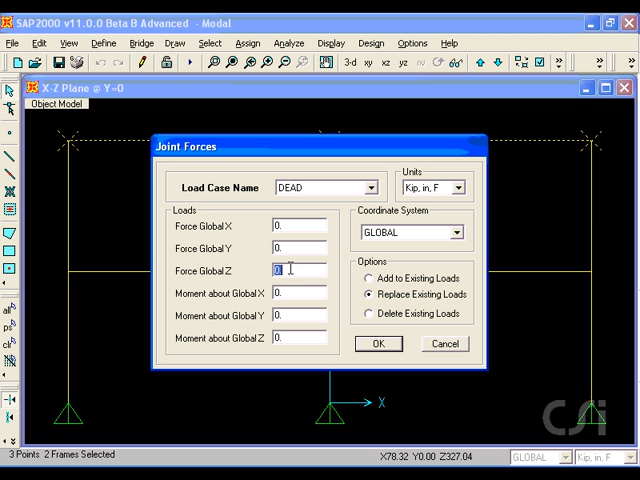 SAP2000 v11.0.0 Beta B Advanced - Modal
File Edit View Define Bridge Draw Select Assign Analyze Display Design Options Help
3-d xy xz yz
X-Z Plane @ Y=0
Object Model
Joint Forces
Load Case Name DEAD
Units
Kip, in, F
Loads
Force Global X 0.
Force Global Y 0.
Force Global Z 0.
Moment about Global X 0.
Moment about Global Y 0.
Moment about Global Z 0.
Coordinate System
GLOBAL
Options
Add to Existing Loads
Replace Existing Loads
Delete Existing Loads
OK Cancel
all
ps
clr
X
CSi
3 Points 2 Frames Selected X78.32 Y0.00 Z327.04 GLOBAL Kip, in, F